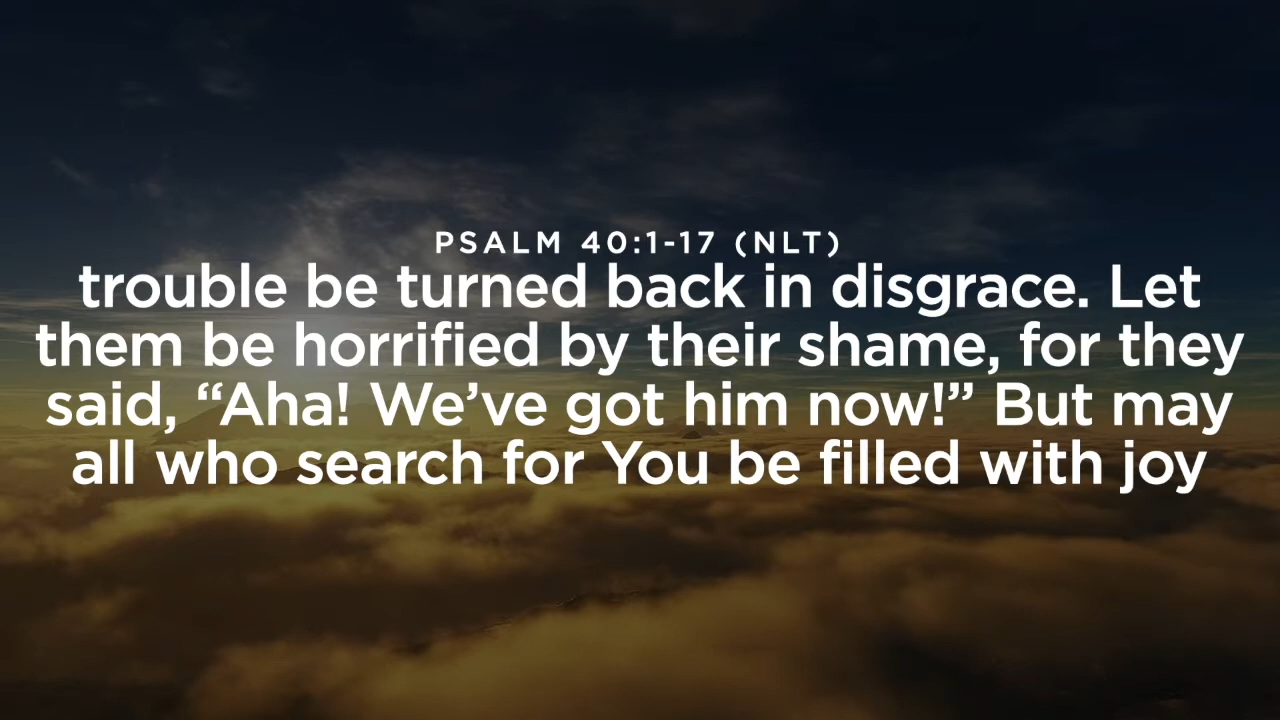 PSALM 40:1-17 (NLT)
trouble be turned back in disgrace. Let
them be horrified by their shame, for they
said, “Aha! We’ve got him now!” But may
all who search for You be filled with joy